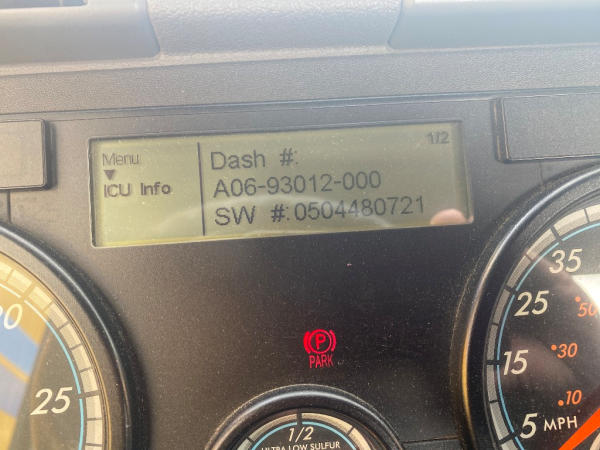 Menu
ICU Info
1/2
Dash #:
A06-93012-000
SW #:0504480721
P
PARK
25
1/2
ULTRA LOW SULFUR
35
25
15
5 MPH
50
30
10